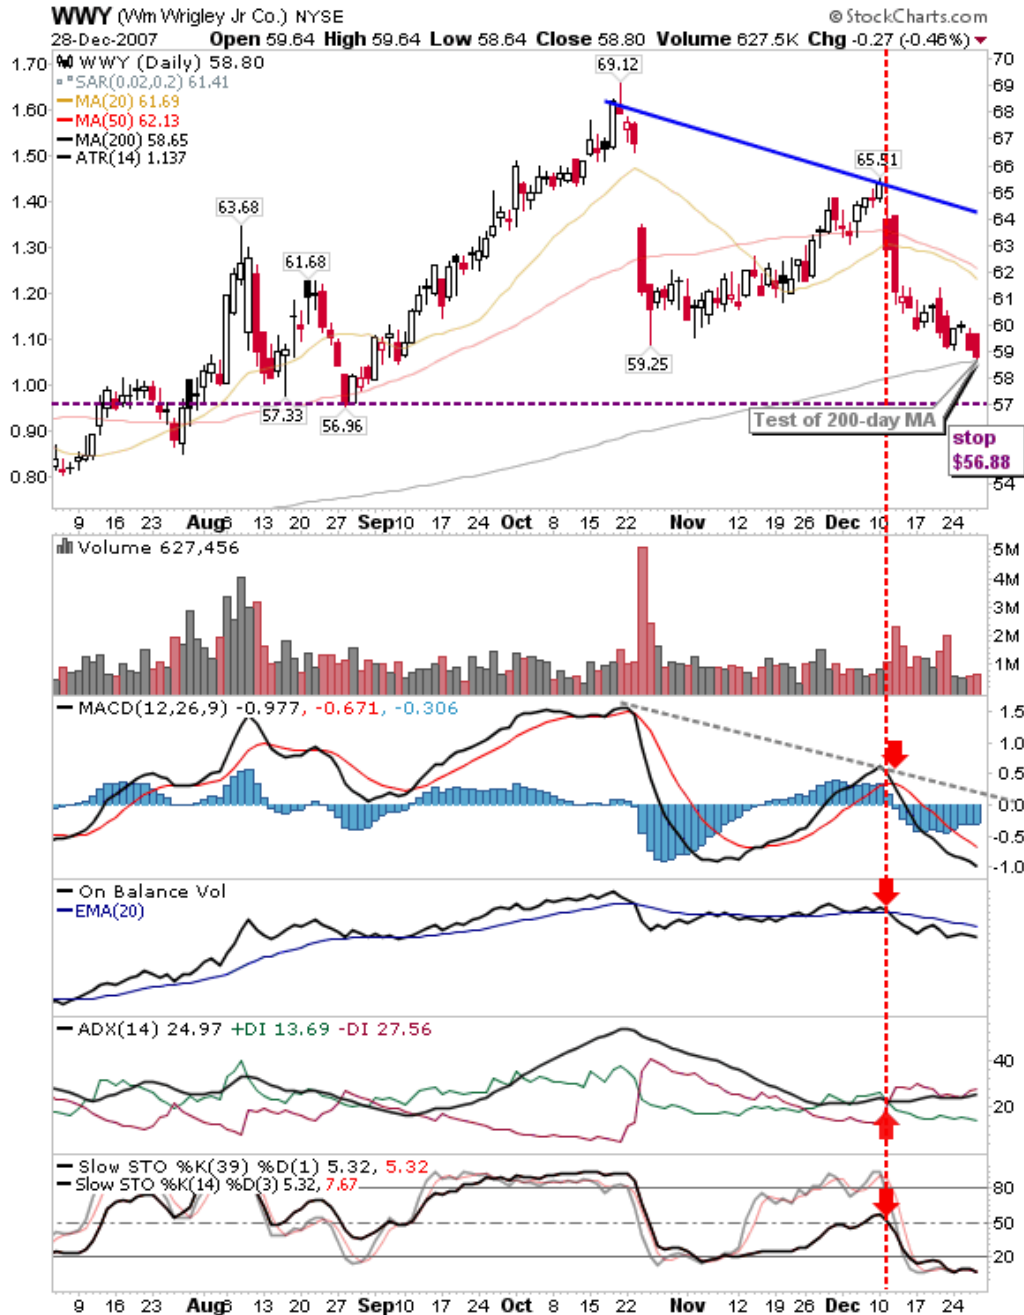 WWY (Wm Wrigley Jr Co.) NYSE © StockCharts.com
28-Dec-2007 Open 59.64 High 59.64 Low 58.64 Close 58.80 Volume 627.5K Chg -0.27 (-0.46%)
WWY (Daily) 58.80
SAR(0.02,0.2) 61.41
MA(20) 61.69
MA(50) 62.13
MA(200) 58.65
ATR(14) 1.137
1.70
1.60
1.50
1.40
1.30
1.20
1.10
1.00
0.90
0.80
70
69
68
67
66
65
64
63
62
61
60
59
58
57
54
69.12
65.51
63.68
61.68
59.25
57.33
56.96
Test of 200-day MA
stop
$56.88
9 16 23 Aug 6 13 20 27 Sep 10 17 24 Oct 8 15 22 Nov 12 19 26 Dec 10 17 24
Volume 627,456
5M
4M
3M
2M
1M
MACD(12,26,9) -0.977, -0.671, -0.306
1.5
1.0
0.5
0.0
-0.5
-1.0
On Balance Vol
EMA(20)
ADX(14) 24.97 +DI 13.69 -DI 27.56
40
20
Slow STO %K(39) %D(1) 5.32, 5.32
Slow STO %K(14) %D(3) 5.32, 7.67
80
50
20
9 16 23 Aug 6 13 20 27 Sep 10 17 24 Oct 8 15 22 Nov 12 19 26 Dec 10 17 24